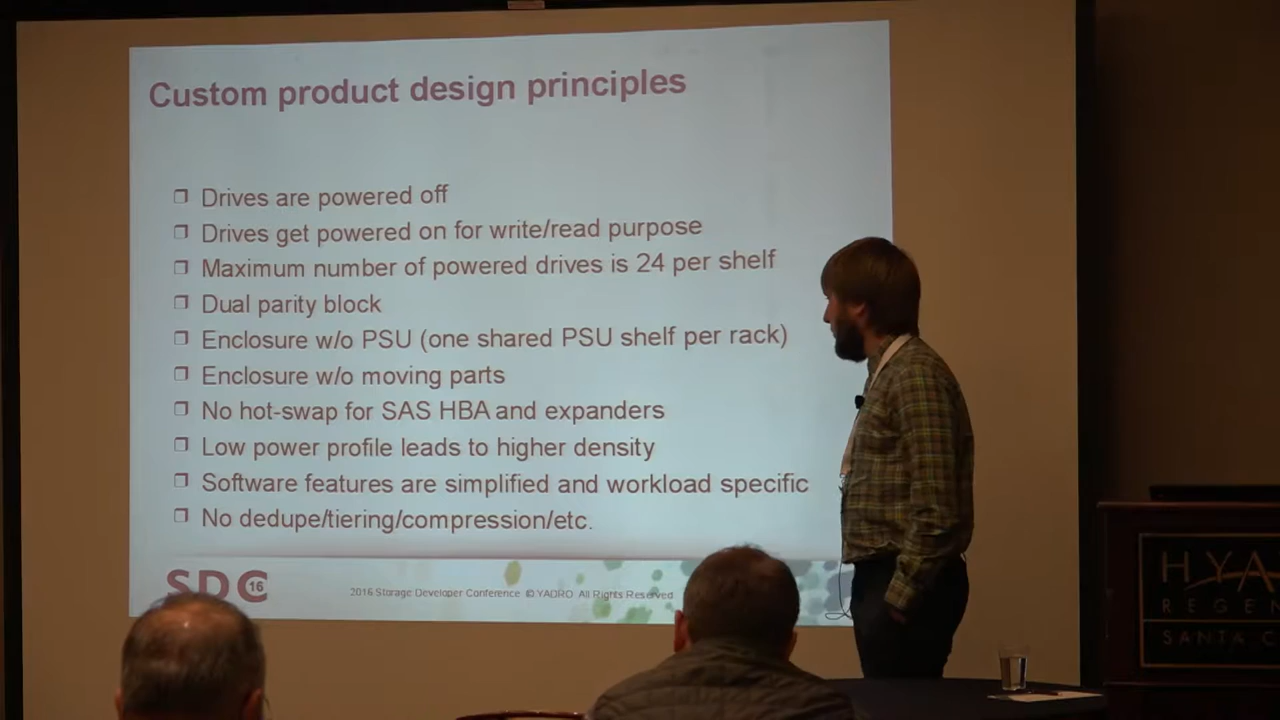 Custom product design principles
❐ Drives are powered off
❐ Drives get powered on for write/read purpose
❐ Maximum number of powered drives is 24 per shelf
❐ Dual parity block
❐ Enclosure w/o PSU (one shared PSU shelf per rack)
❐ Enclosure w/o moving parts
❐ No hot-swap for SAS HBA and expanders
❐ Low power profile leads to higher density
❐ Software features are simplified and workload specific
❐ No dedupe/tiering/compression/etc.
SDC 16
2016 Storage Developer Conference. © YADRO. All Rights Reserved.
HYA
REGEN
SANTA C